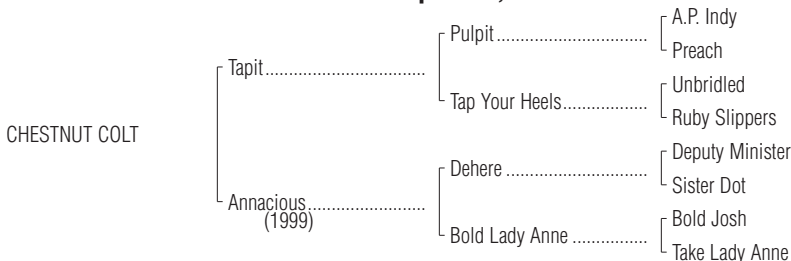 A.P. Indy
Pulpit
Preach
Tapit
Unbridled
Tap Your Heels
Ruby Slippers
CHESTNUT COLT
Deputy Minister
Dehere
Sister Dot
Annacious
(1999)
Bold Josh
Bold Lady Anne
Take Lady Anne